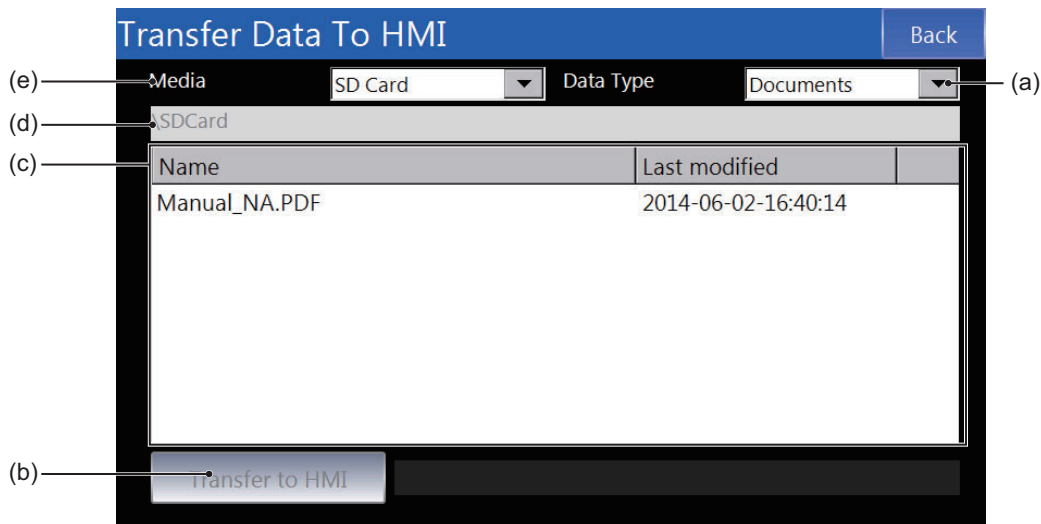 Transfer Data To HMI Back
(e) Media SD Card Data Type Documents (a)
(d) \SDCard
(c) Name Last modified
Manual_NA.PDF 2014-06-02-16:40:14
(b) Transfer to HMI